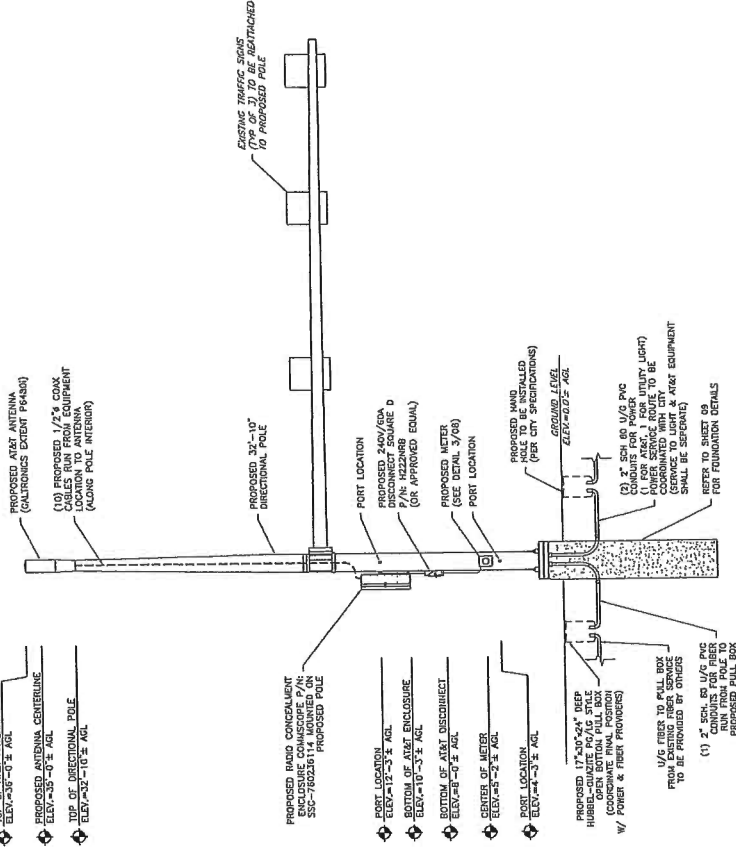 ELEV.=36'-0"± AGL
PROPOSED ANTENNA CENTERLINE
ELEV.=35'-0"± AGL
TOP OF DIRECTIONAL POLE
ELEV.=32'-10"± AGL
PROPOSED AT&T ANTENNA
(GALTRONICS EXTENT P6480i)
(10) PROPOSED 1/2"ø COAX
CABLES RUN FROM EQUIPMENT
LOCATION TO ANTENNA
(ALONG POLE INTERIOR)
EXISTING TRAFFIC SIGNS
(TYP OF 3) TO BE REATTACHED
TO PROPOSED POLE
PROPOSED 32'-10"
DIRECTIONAL POLE
PROPOSED RADIO CONCEALMENT
ENCLOSURE COMMSCOPE P/N:
SSC-760226114 MOUNTED ON
PROPOSED POLE
PORT LOCATION
PROPOSED 240V/60A
DISCONNECT SQUARE D
P/N: H222NRB
(OR APPROVED EQUAL)
PROPOSED METER
(SEE DETAIL 3/08)
PORT LOCATION
PORT LOCATION
ELEV.=12'-3"± AGL
BOTTOM OF AT&T ENCLOSURE
ELEV.=10'-3"± AGL
BOTTOM OF AT&T DISCONNECT
ELEV.=8'-0"± AGL
CENTER OF METER
ELEV.=5'-2"± AGL
PORT LOCATION
ELEV.=4'-3"± AGL
PROPOSED HAND
HOLE TO BE INSTALLED
(PER CITY SPECIFICATIONS)
GROUND LEVEL
ELEV.=0.0'± AGL
PROPOSED 17"x30"x24" DEEP
HUBBEL-QUAZITE PG/LG STYLE
OPEN BOTTOM PULL BOX
(COORDINATE FINAL POSITION
W/ POWER & FIBER PROVIDERS)
U/G FIBER TO PULL BOX
FROM EXISTING FIBER SERVICE
TO BE PROVIDED BY OTHERS
(1) 2" SCH. 80 U/G PVC
CONDUITS FOR FIBER
RUN FROM POLE TO
PROPOSED PULL BOX
(2) 2" SCH 80 U/G PVC
CONDUITS FOR POWER
(1 FOR AT&T, 1 FOR UTILITY LIGHT)
POWER SERVICE ROUTE TO BE
COORDINATED WITH CITY
(SERVICE TO LIGHT & AT&T EQUIPMENT
SHALL BE SEPERATE)
REFER TO SHEET 09
FOR FOUNDATION DETAILS